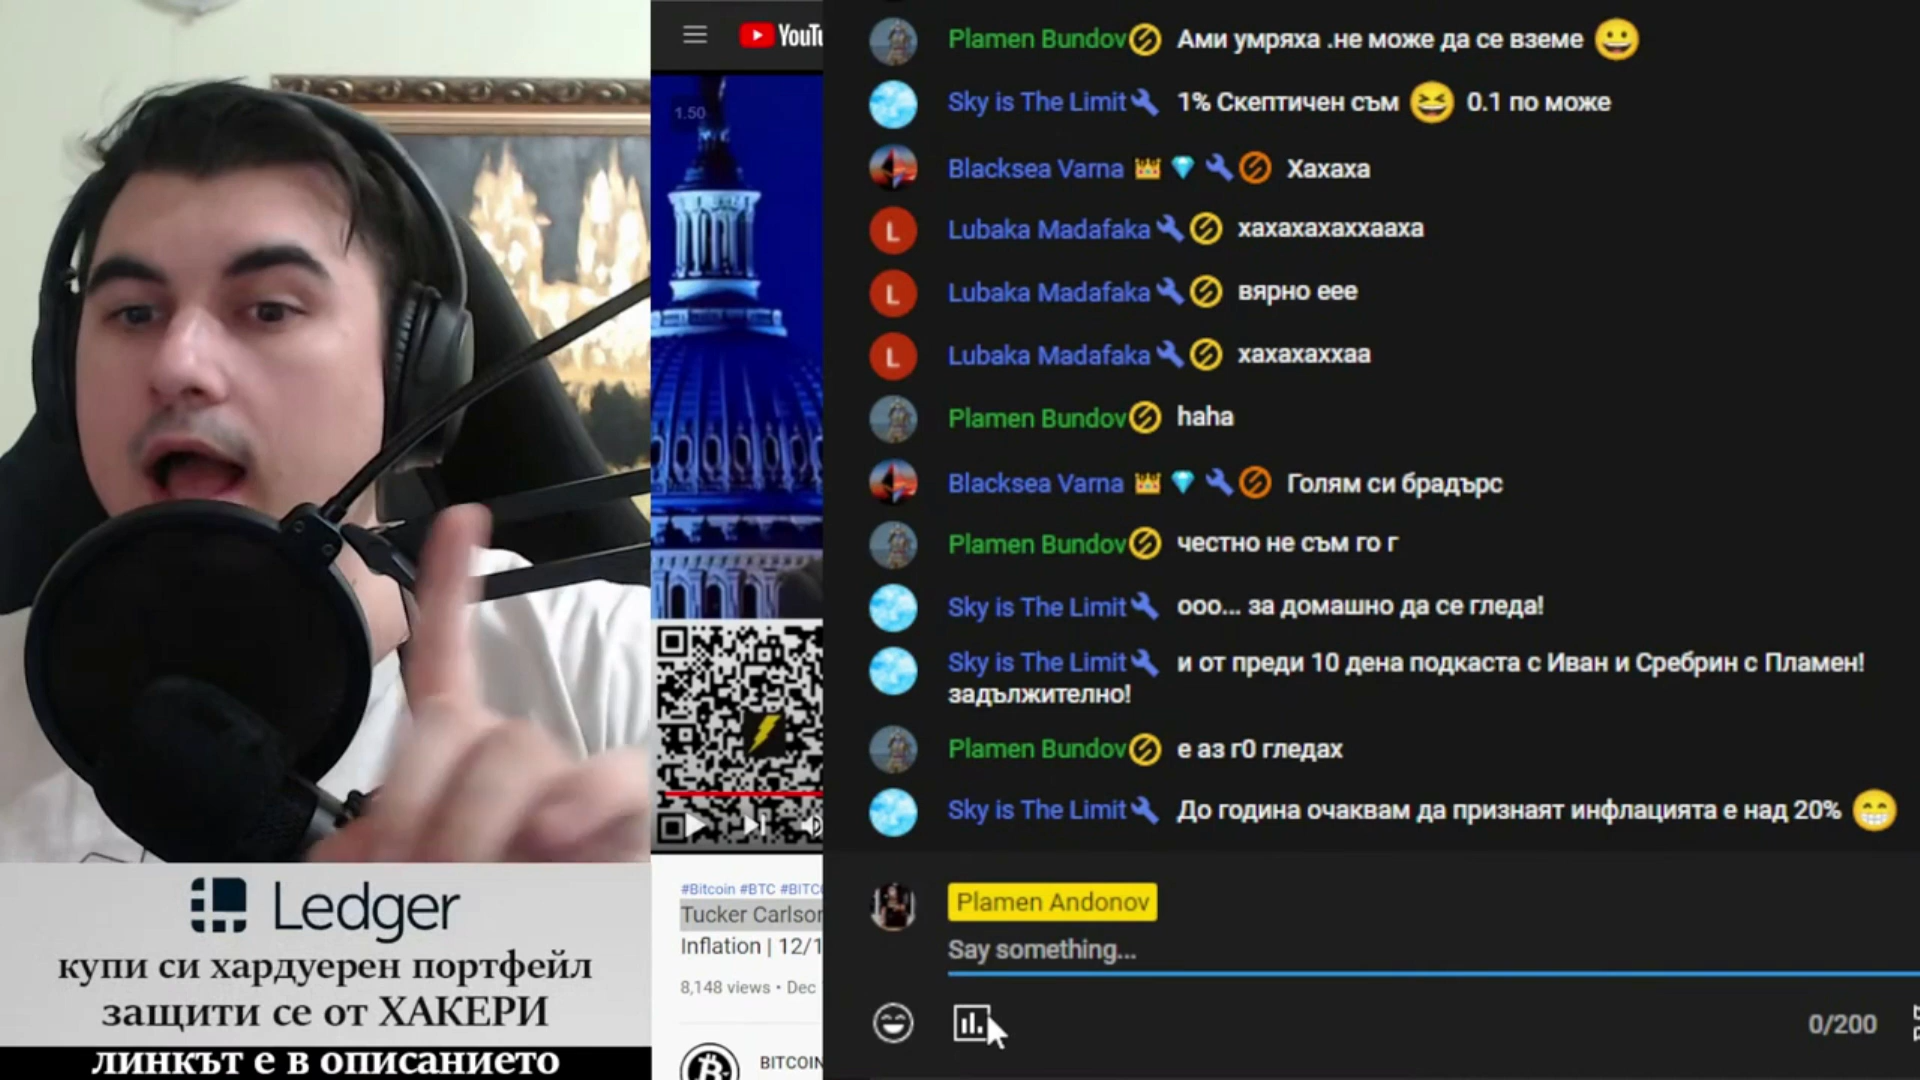 YouTu
1.50
Plamen Bundov Ами умряха .не може да се вземе
Sky is The Limit 1% Скептичен съм 0.1 по може
Blacksea Varna Хахаха
L Lubaka Madafaka хахахахаххааха
L Lubaka Madafaka вярно еее
L Lubaka Madafaka хахахаххаа
Plamen Bundov haha
Blacksea Varna Голям си брадърс
Plamen Bundov честно не съм го г
Sky is The Limit ооо... за домашно да се гледа!
Sky is The Limit и от преди 10 дена подкаста с Иван и Сребрин с Пламен!
задължително!
Plamen Bundov е аз г0 гледах
Sky is The Limit До година очаквам да признаят инфлацията е над 20%
Plamen Andonov
Say something...
0/200
#Bitcoin #BTC #BITC
Tucker Carlson
Inflation | 12/1
8,148 views • Dec
BITCOIN
Ledger
купи си хардуерен портфейл
защити се от ХАКЕРИ
линкът е в описанието